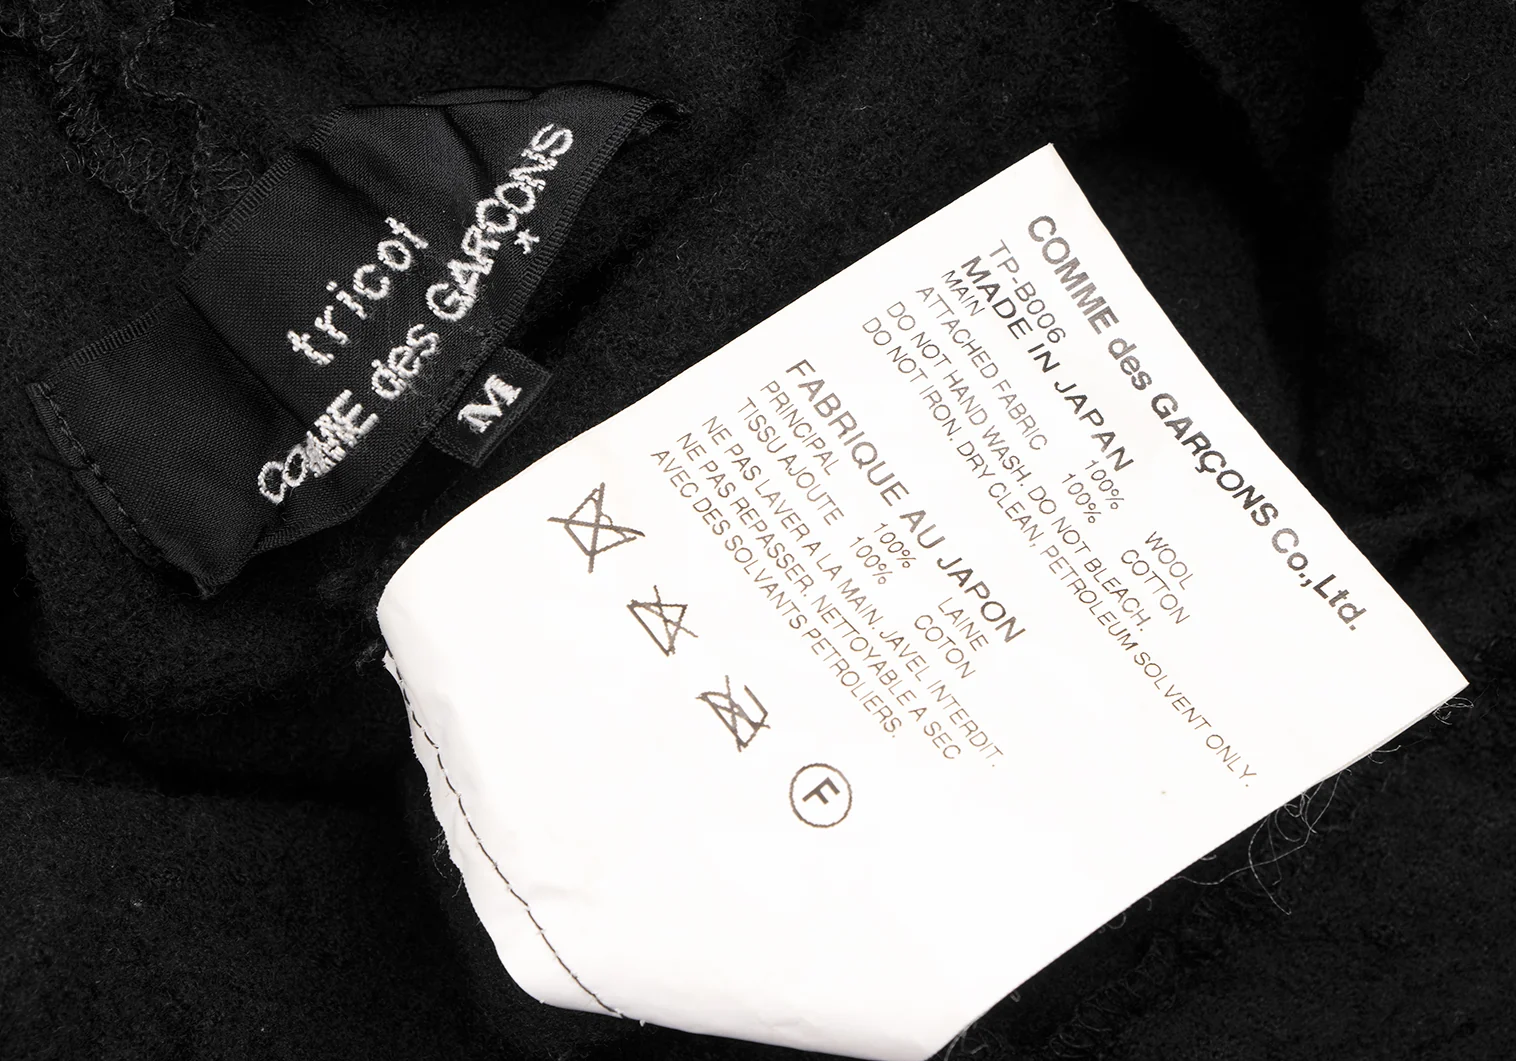 tricot
COMME des GARÇONS
*
M
COMME des GARÇONS Co., Ltd.
TP-B006
MADE IN JAPAN
MAIN 100% WOOL
ATTACHED FABRIC 100% COTTON
DO NOT HAND WASH. DO NOT BLEACH.
DO NOT IRON. DRY CLEAN, PETROLEUM SOLVENT ONLY.
FABRIQUE AU JAPON
PRINCIPAL 100% LAINE
TISSU AJOUTE 100% COTON
NE PAS LAVER A LA MAIN. JAVEL INTERDIT.
NE PAS REPASSER. NETTOYABLE A SEC
AVEC DES SOLVANTS PETROLIERS.
F